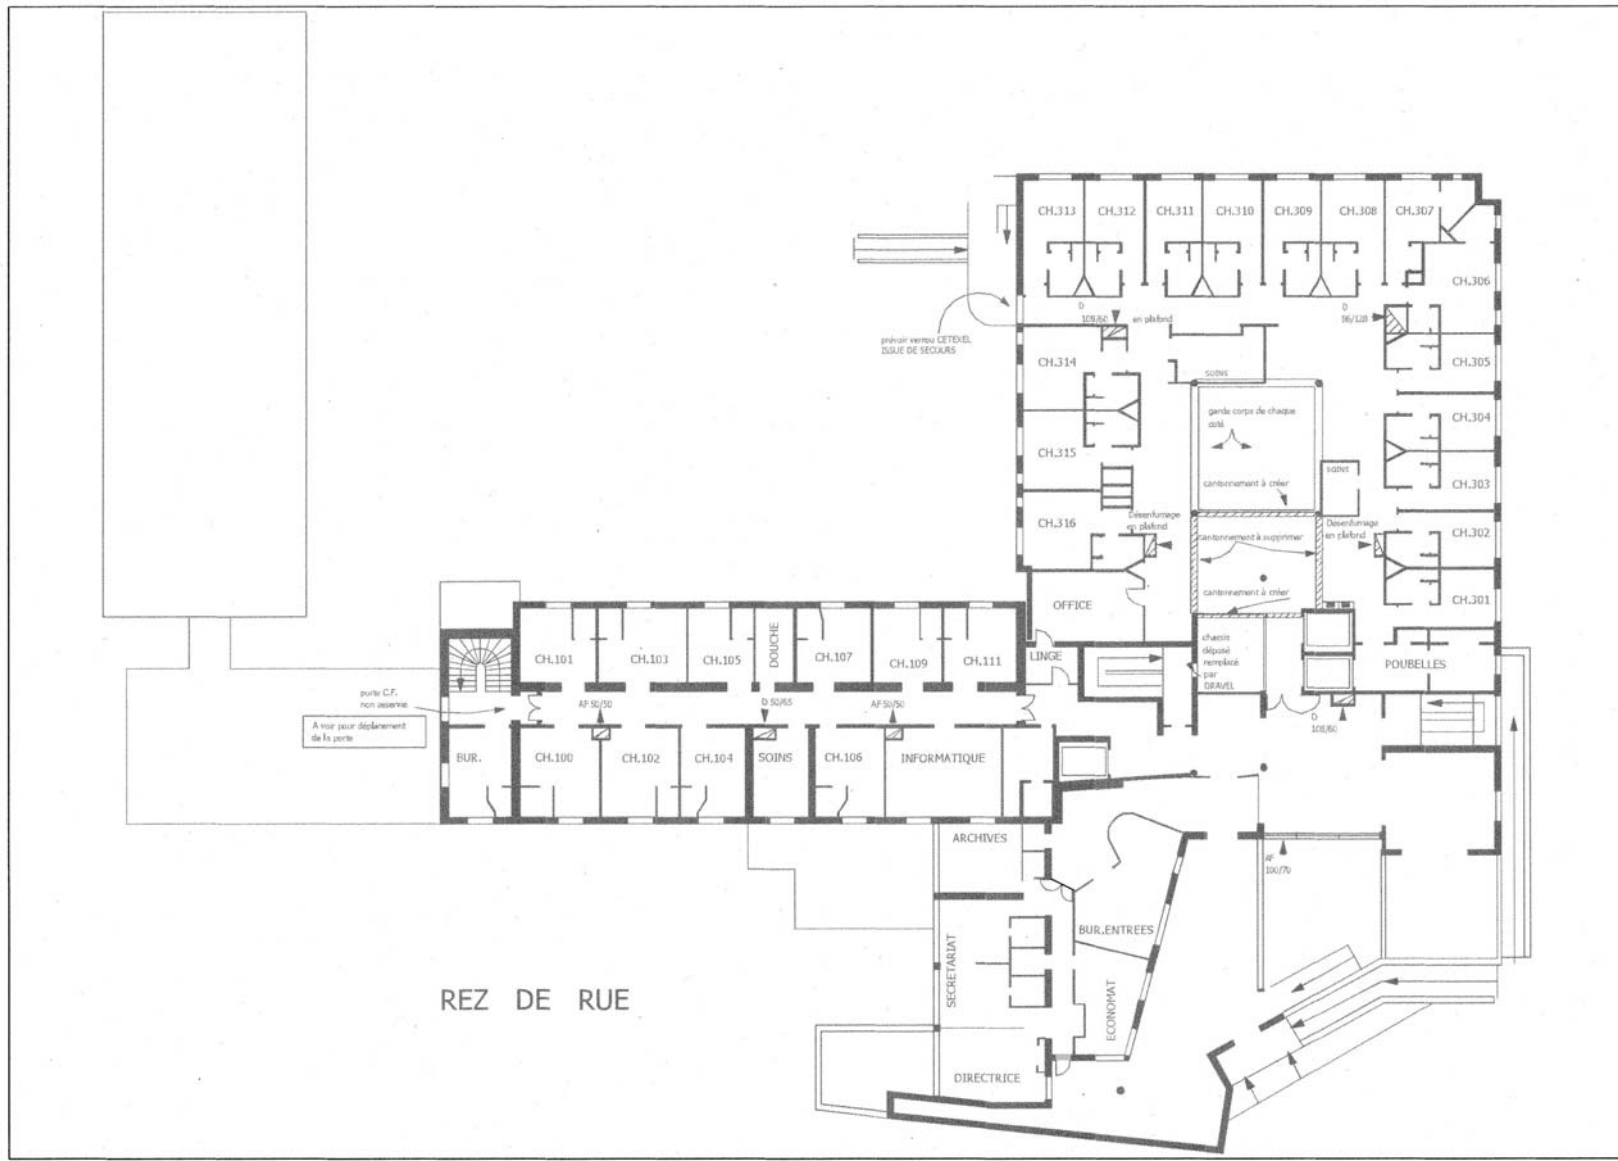 CH.313
CH.312
CH.311
CH.310
CH.309
CH.308
CH.307
CH.306
D
108/60
en plafond
D
86/120
prévoir verrou CETEXEL
ISSUE DE SECOURS
CH.314
CH.305
SOINS
garde corps de chaque
coté
CH.304
CH.315
SOINS
CH.303
cantonnement à créer
CH.316
Désenfumage
en plafond
Désenfumage
en plafond
CH.302
cantonnement à supprimer
cantonnement à créer
CH.301
OFFICE
chassis
déposé
remplacé
par
ORAVEL
LINGE
POUBELLES
CH.101
CH.103
CH.105
DOUCHE
CH.107
CH.109
CH.111
porte C.F.
non asservie
A voir pour déplacement
de la porte
AF 50/50
D 50/65
AF 50/50
D
108/60
BUR.
CH.100
CH.102
CH.104
SOINS
CH.106
INFORMATIQUE
ARCHIVES
AF
100/70
BUR.ENTREES
SECRETARIAT
ECONOMAT
REZ DE RUE
DIRECTRICE